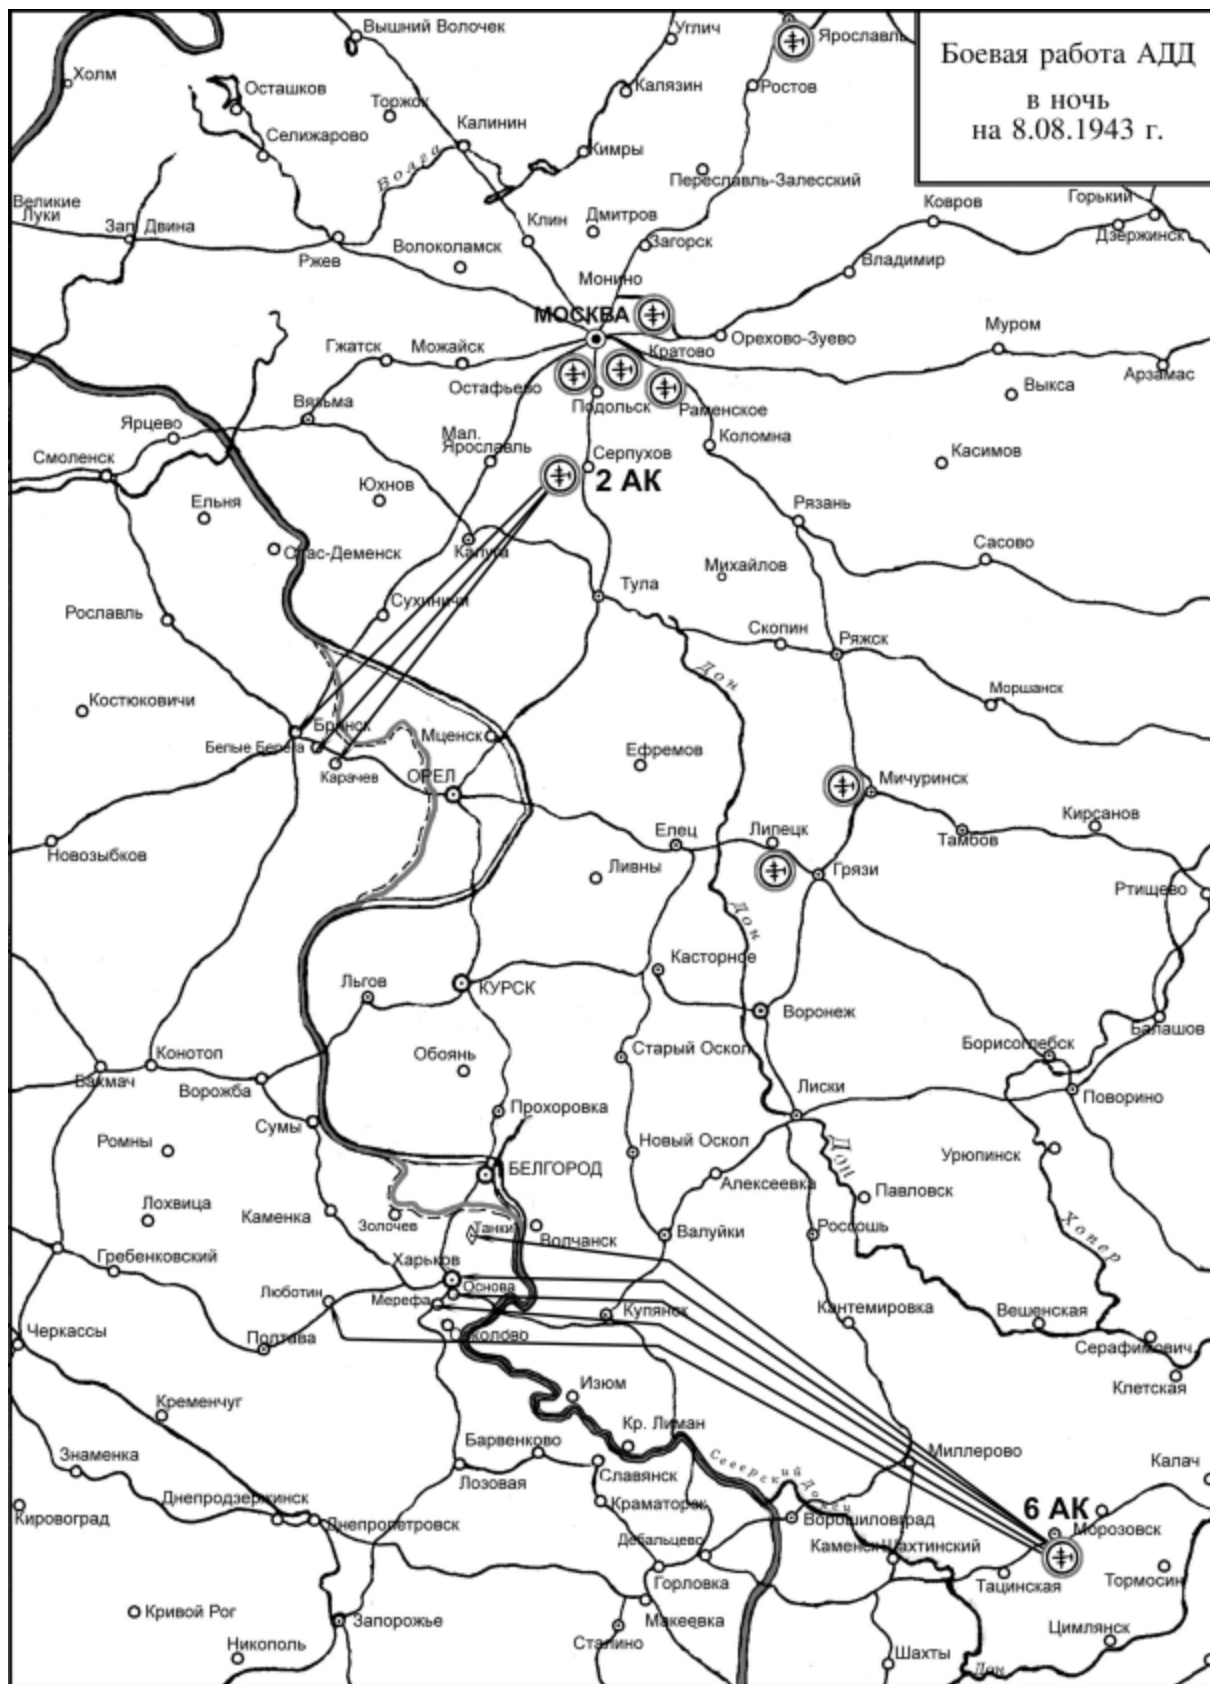 Боевая работа АДД
в ночь
на 8.08.1943 г.
Вышний Волочек
Углич
Ярославль
Холм
Осташков
Торжок
Калязин
Ростов
Селижарово
Калинин
Кимры
Волга
Переславль-Залесский
Великие
Луки
Зап. Двина
Ржев
Волоколамск
Клин
Дмитров
Загорск
Ковров
Горький
Дзержинск
Владимир
Монино
МОСКВА
Орехово-Зуево
Муром
Гжатск
Можайск
Кратово
Остафьево
Подольск
Раменское
Выкса
Арзамас
Вязьма
Ярцево
Мал.
Ярославль
Коломна
Смоленск
Серпухов
2 АК
Касимов
Юхнов
Ельня
Рязань
Спас-Деменск
Калуга
Сасово
Михайлов
Тула
Сухиничи
Рославль
Скопин
Ряжск
Дон
Костюковичи
Моршанск
Брянск
Белые Берега
Карачев
Мценск
Ефремов
ОРЕЛ
Мичуринск
Кирсанов
Тамбов
Новозыбков
Елец
Липецк
Ливны
Грязи
Ртищево
Дон
Касторное
Льгов
КУРСК
Воронеж
Балашов
Борисоглебск
Конотоп
Бахмач
Ворожба
Обоянь
Старый Оскол
Лиски
Поворино
Прохоровка
Сумы
Ромны
Новый Оскол
Дон
Урюпинск
БЕЛГОРОД
Алексеевка
Павловск
Лохвица
Каменка
Золочев
Танки
Волчанск
Валуйки
Россошь
Хопер
Гребенковский
Харьков
Основа
Люботин
Мерефа
Купянск
Кантемировка
Вешенская
Черкассы
Полтава
Соколово
Серафимович
Клетская
Изюм
Кременчуг
Кр. Лиман
Барвенково
Северский Донец
Миллерово
Калач
Знаменка
Лозовая
Славянск
Днепродзержинск
Краматорск
6 АК
Кировоград
Днепропетровск
Ворошиловград
Морозовск
Дебальцево
Каменск-Шахтинский
Горловка
Тацинская
Тормосин
Кривой Рог
Запорожье
Макеевка
Цимлянск
Никополь
Сталино
Шахты
Дон